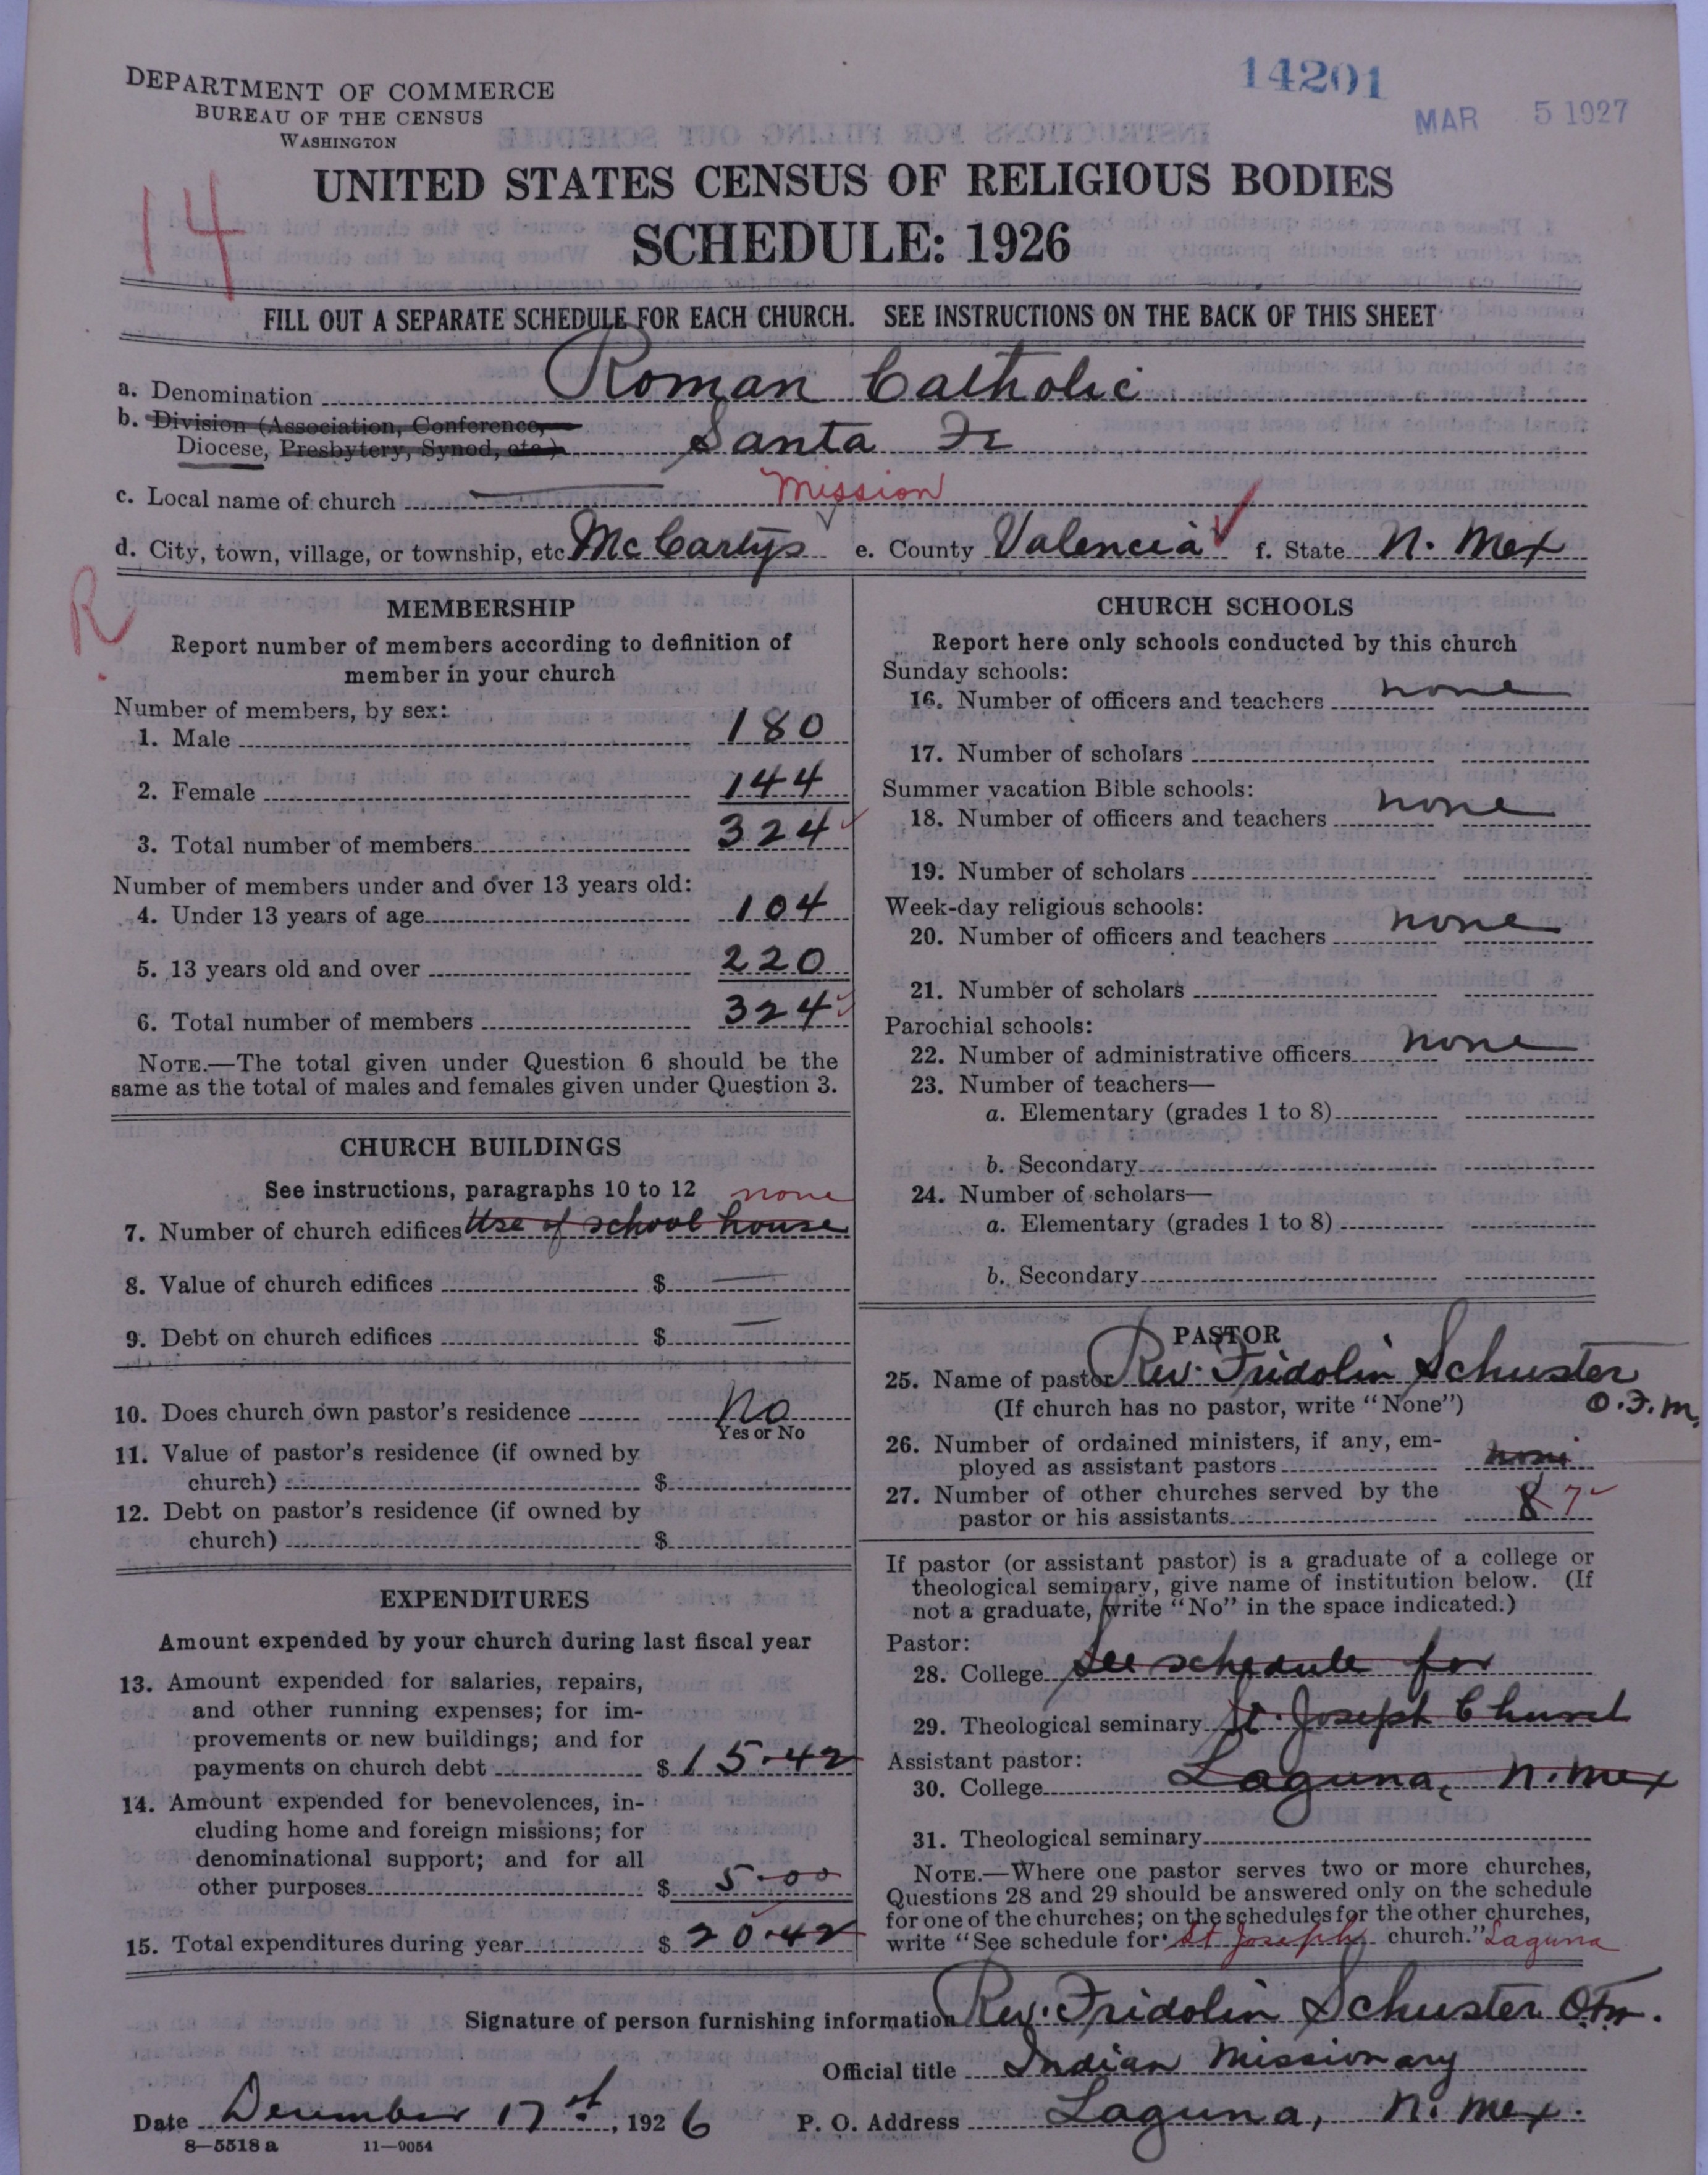 14201
MAR 5 1927
DEPARTMENT OF COMMERCE
BUREAU OF THE CENSUS
WASHINGTON
UNITED STATES CENSUS OF RELIGIOUS BODIES
SCHEDULE: 1926
14
FILL OUT A SEPARATE SCHEDULE FOR EACH CHURCH. SEE INSTRUCTIONS ON THE BACK OF THIS SHEET
a. Denomination Roman Catholic
b. Division (Association, Conference,
Diocese, Presbytery, Synod, etc.) Santa Fe
c. Local name of church Mission
d. City, town, village, or township, etc. McCartys e. County Valencia f. State N. Mex
R
MEMBERSHIP
Report number of members according to definition of
member in your church
Number of members, by sex:
1. Male 180
2. Female 144
3. Total number of members 324
Number of members under and over 13 years old:
4. Under 13 years of age 104
5. 13 years old and over 220
6. Total number of members 324
NOTE.—The total given under Question 6 should be the
same as the total of males and females given under Question 3.
CHURCH BUILDINGS
See instructions, paragraphs 10 to 12 none
7. Number of church edifices Use of school house
8. Value of church edifices $ —
9. Debt on church edifices $ —
10. Does church own pastor's residence No
Yes or No
11. Value of pastor's residence (if owned by
church) $
12. Debt on pastor's residence (if owned by
church) $
EXPENDITURES
Amount expended by your church during last fiscal year
13. Amount expended for salaries, repairs,
and other running expenses; for im-
provements or new buildings; and for
payments on church debt $ 15.42
14. Amount expended for benevolences, in-
cluding home and foreign missions; for
denominational support; and for all
other purposes $ 5.00
15. Total expenditures during year $ 20.42
CHURCH SCHOOLS
Report here only schools conducted by this church
Sunday schools:
16. Number of officers and teachers none
17. Number of scholars
Summer vacation Bible schools:
18. Number of officers and teachers none
19. Number of scholars
Week-day religious schools:
20. Number of officers and teachers none
21. Number of scholars
Parochial schools:
22. Number of administrative officers none
23. Number of teachers—
a. Elementary (grades 1 to 8)
b. Secondary
24. Number of scholars—
a. Elementary (grades 1 to 8)
b. Secondary
PASTOR
25. Name of pastor Rev. Fridolin Schuster
(If church has no pastor, write "None") O.F.M.
26. Number of ordained ministers, if any, em-
ployed as assistant pastors none
27. Number of other churches served by the
pastor or his assistants 8 7
If pastor (or assistant pastor) is a graduate of a college or
theological seminary, give name of institution below. (If
not a graduate, write "No" in the space indicated.)
Pastor:
28. College See schedule for
29. Theological seminary St. Joseph Church
Assistant pastor:
30. College Laguna, N. Mex
31. Theological seminary
NOTE.—Where one pastor serves two or more churches,
Questions 28 and 29 should be answered only on the schedule
for one of the churches; on the schedules for the other churches,
write "See schedule for St Joseph church." Laguna
Signature of person furnishing information Rev. Fridolin Schuster O.F.M.
Official title Indian Missionary
Date December 17th, 1926 P. O. Address Laguna, N. Mex.
8—5518 a 11—9054